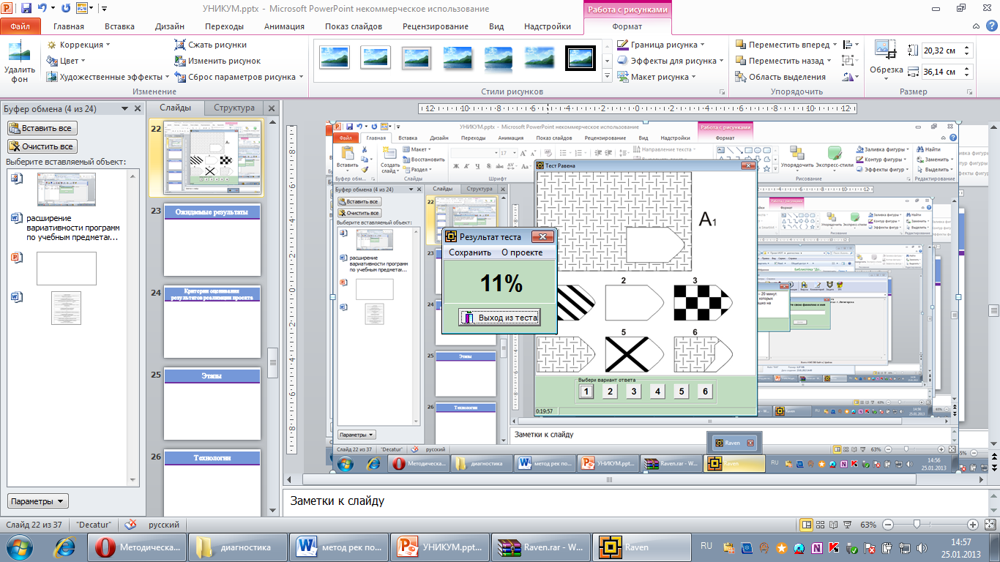 УНИКУМ.pptx - Microsoft PowerPoint некоммерческое использование
Работа с рисунками
Файл Главная Вставка Дизайн Переходы Анимация Показ слайдов Рецензирование Вид Надстройки Формат
Удалить фон
Коррекция
Цвет
Художественные эффекты
Сжать рисунки
Изменить рисунок
Сброс параметров рисунка
Изменение
Стили рисунков
Граница рисунка
Эффекты для рисунка
Макет рисунка
Переместить вперед
Переместить назад
Область выделения
Упорядочить
Обрезка
20,32 см
36,14 см
Размер
Буфер обмена (4 из 24)
Вставить все
Очистить все
Выберите вставляемый объект:
расширение
вариативности программ
по учебным предмета...
Параметры
Слайды Структура
22
23
Ожидаемые результаты
24
Критерии оценивания
результатов реализации проекта
25
Этапы
26
Технологии
12 10 8 6 4 2 0 2 4 6 8 10 12
УНИКУМ.pptx - Microsoft PowerPoint некоммерческое использование
Работа с рисунками
Файл Главная Вставка Дизайн Переходы Анимация Показ слайдов Рецензирование Вид Надстройки Формат
Вставить
Буфер обм...
Создать слайд
Макет
Восстановить
Раздел
Слайды
17
Шрифт
Направление текста
Упорядочить
Экспресс-стили
Заливка фигуры
Контур фигуры
Эффекты фигур
Рисование
Найти
Заменить
Выделить
Редактирование
Буфер обмена (4 из 24)
Вставить все
Очистить все
Выберите вставляемый объект:
расширение
вариативности программ
по учебным предмета...
Параметры
Слайды Структура
22
23
24
25
Этапы
26
Технологии
Тест Равена
A1
2
3
5
6
Выбери вариант ответа
1 2 3 4 5 6
0:19:57
Результат теста
Сохранить О проекте
11%
Выход из теста
Заметки к слайду
Слайд 22 из 37 "Decatur" русский
63%
Raven
Методическа... диагностика метод рек по... УНИКУМ.ppt... Raven.rar - W... Raven
RU
14:56
25.01.2013
Заметки к слайду
Слайд 22 из 37 "Decatur" русский
63%
Методическа... диагностика метод рек по... УНИКУМ.ppt... Raven.rar - W... Raven
RU
14:57
25.01.2013